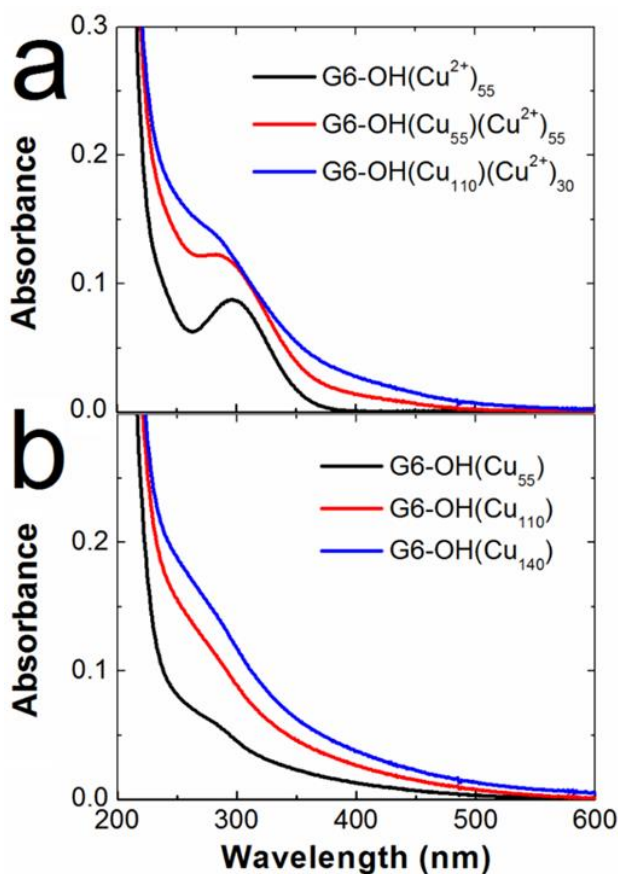 a
0.3
0.2
0.1
0.0
Absorbance
G6-OH(Cu²⁺)₅₅
G6-OH(Cu₅₅)(Cu²⁺)₅₅
G6-OH(Cu₁₁₀)(Cu²⁺)₃₀
b
0.2
0.1
0.0
Absorbance
G6-OH(Cu₅₅)
G6-OH(Cu₁₁₀)
G6-OH(Cu₁₄₀)
200 300 400 500 600
Wavelength (nm)